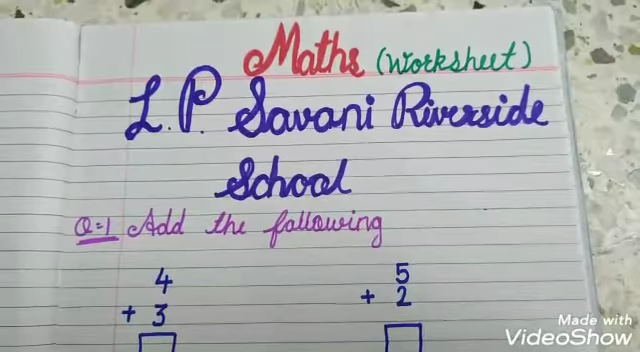 Maths (Worksheet)
L.P. Savani Riverside
School
Q=1 Add the following
4 5
+ 3 + 2
Made with
VideoShow